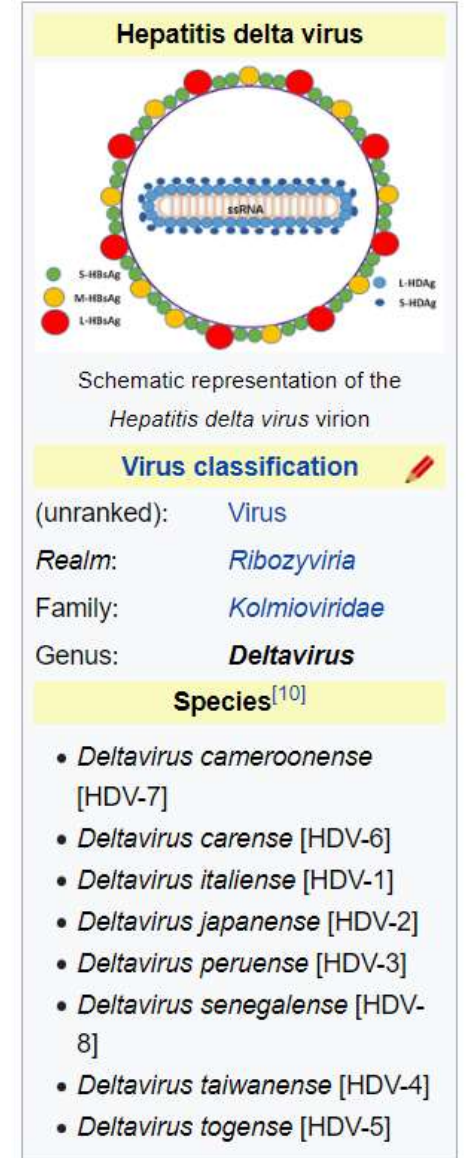 Hepatitis delta virus
ssRNA
S-HBsAg
M-HBsAg
L-HBsAg
L-HDAg
S-HDAg
Schematic representation of the
Hepatitis delta virus virion
Virus classification
(unranked): Virus
Realm: Ribozyviria
Family: Kolmioviridae
Genus: Deltavirus
Species[10]
• Deltavirus cameroonense
[HDV-7]
• Deltavirus carense [HDV-6]
• Deltavirus italiense [HDV-1]
• Deltavirus japanense [HDV-2]
• Deltavirus peruense [HDV-3]
• Deltavirus senegalense [HDV-
8]
• Deltavirus taiwanense [HDV-4]
• Deltavirus togense [HDV-5]